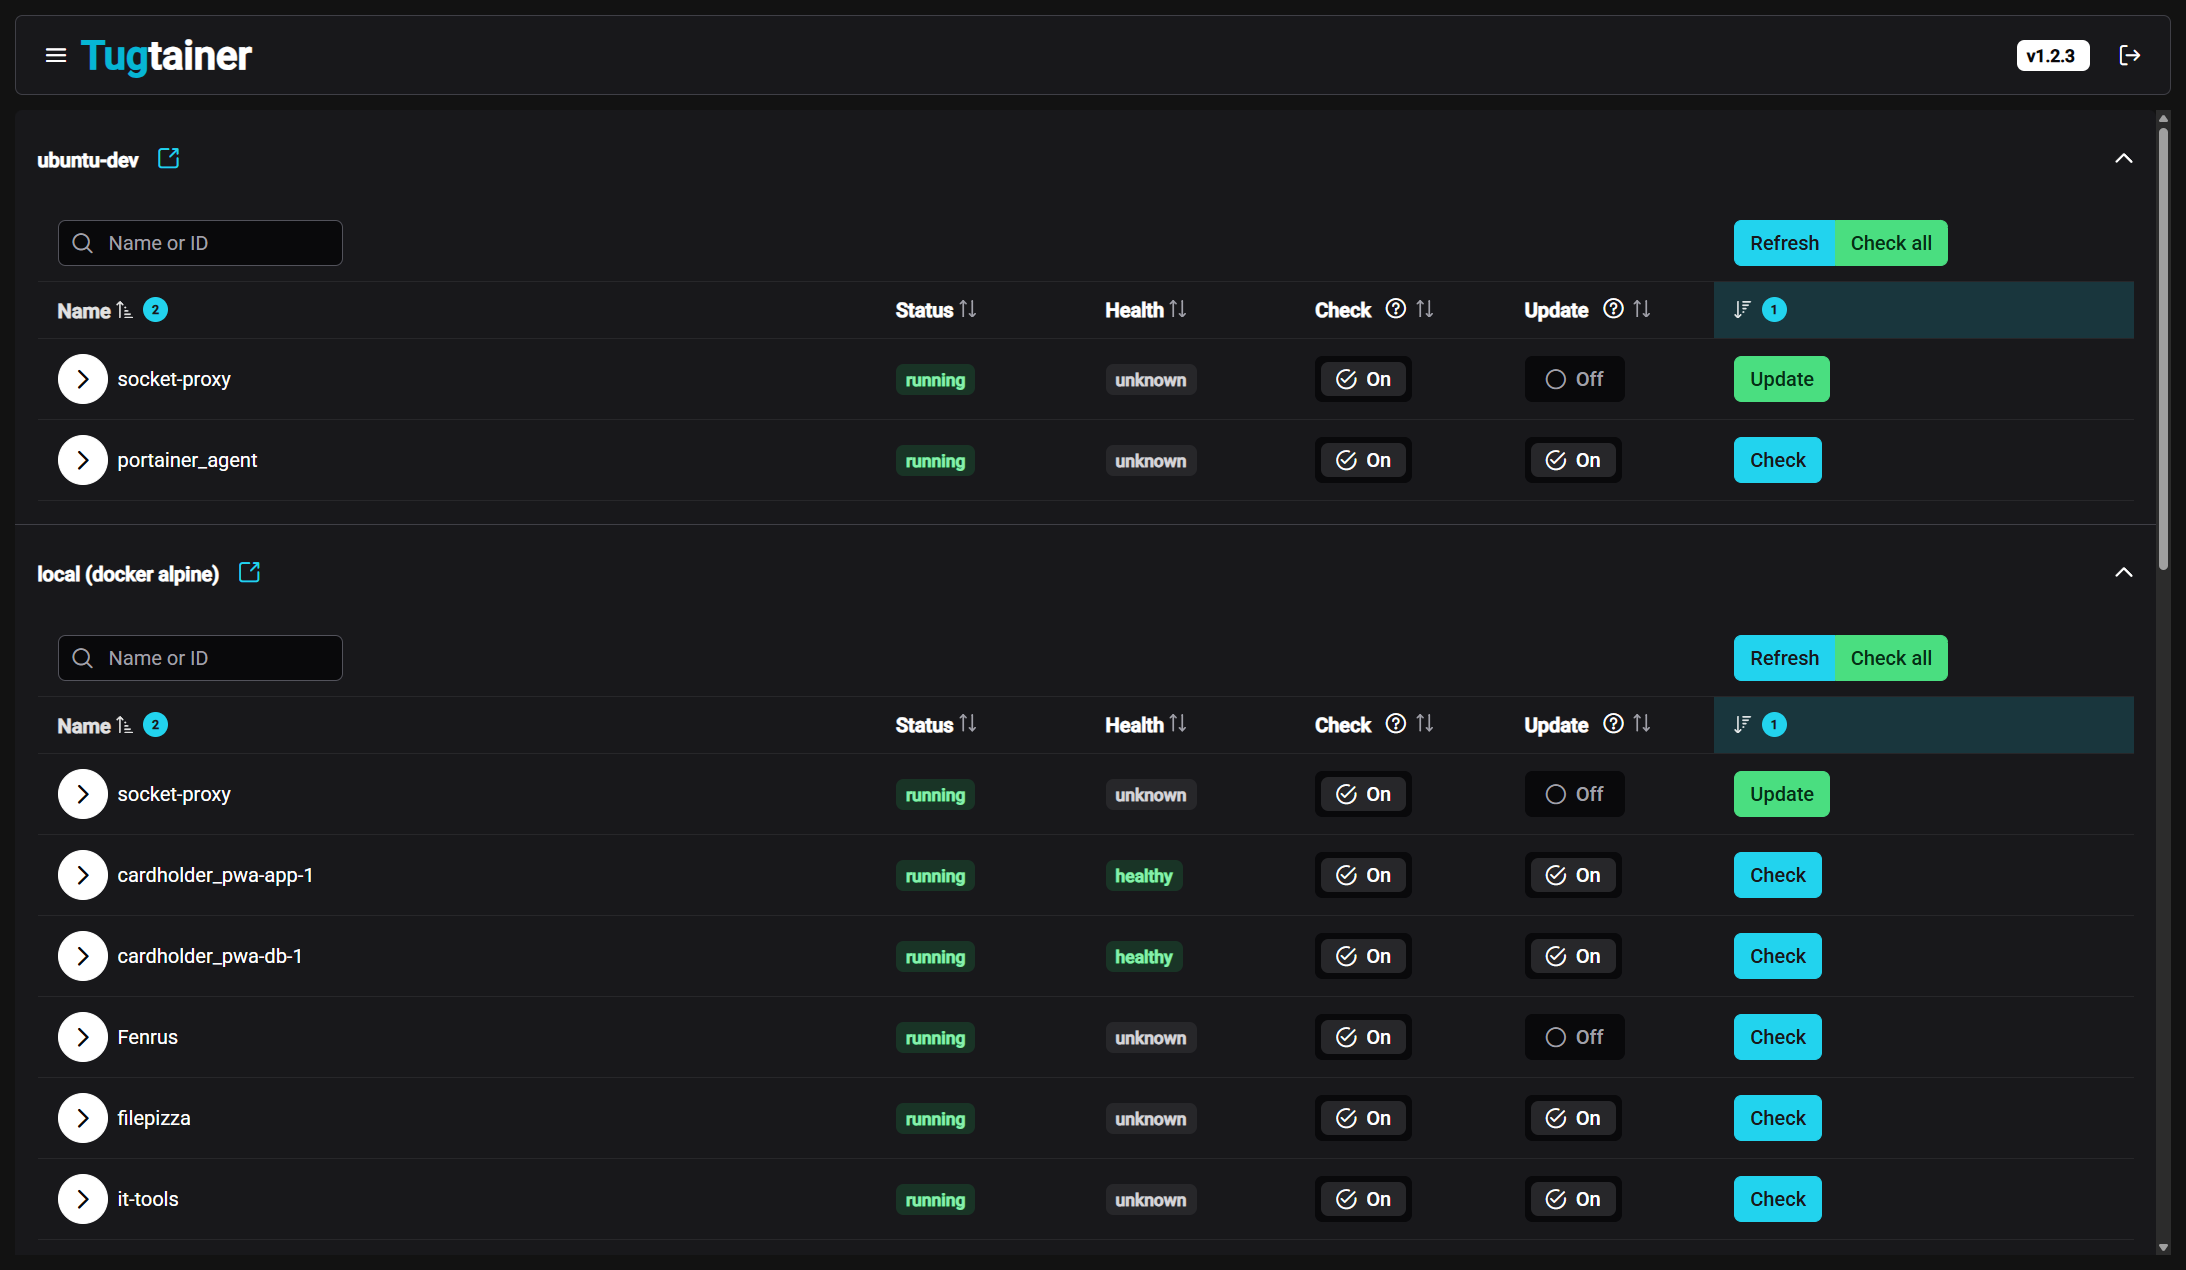 Tugtainer v1.2.3
ubuntu-dev
Name or ID Refresh Check all
Name 2 Status Health Check Update 1
socket-proxy running unknown On Off Update
portainer_agent running unknown On On Check
local (docker alpine)
Name or ID Refresh Check all
Name 2 Status Health Check Update 1
socket-proxy running unknown On Off Update
cardholder_pwa-app-1 running healthy On On Check
cardholder_pwa-db-1 running healthy On On Check
Fenrus running unknown On Off Check
filepizza running unknown On On Check
it-tools running unknown On On Check